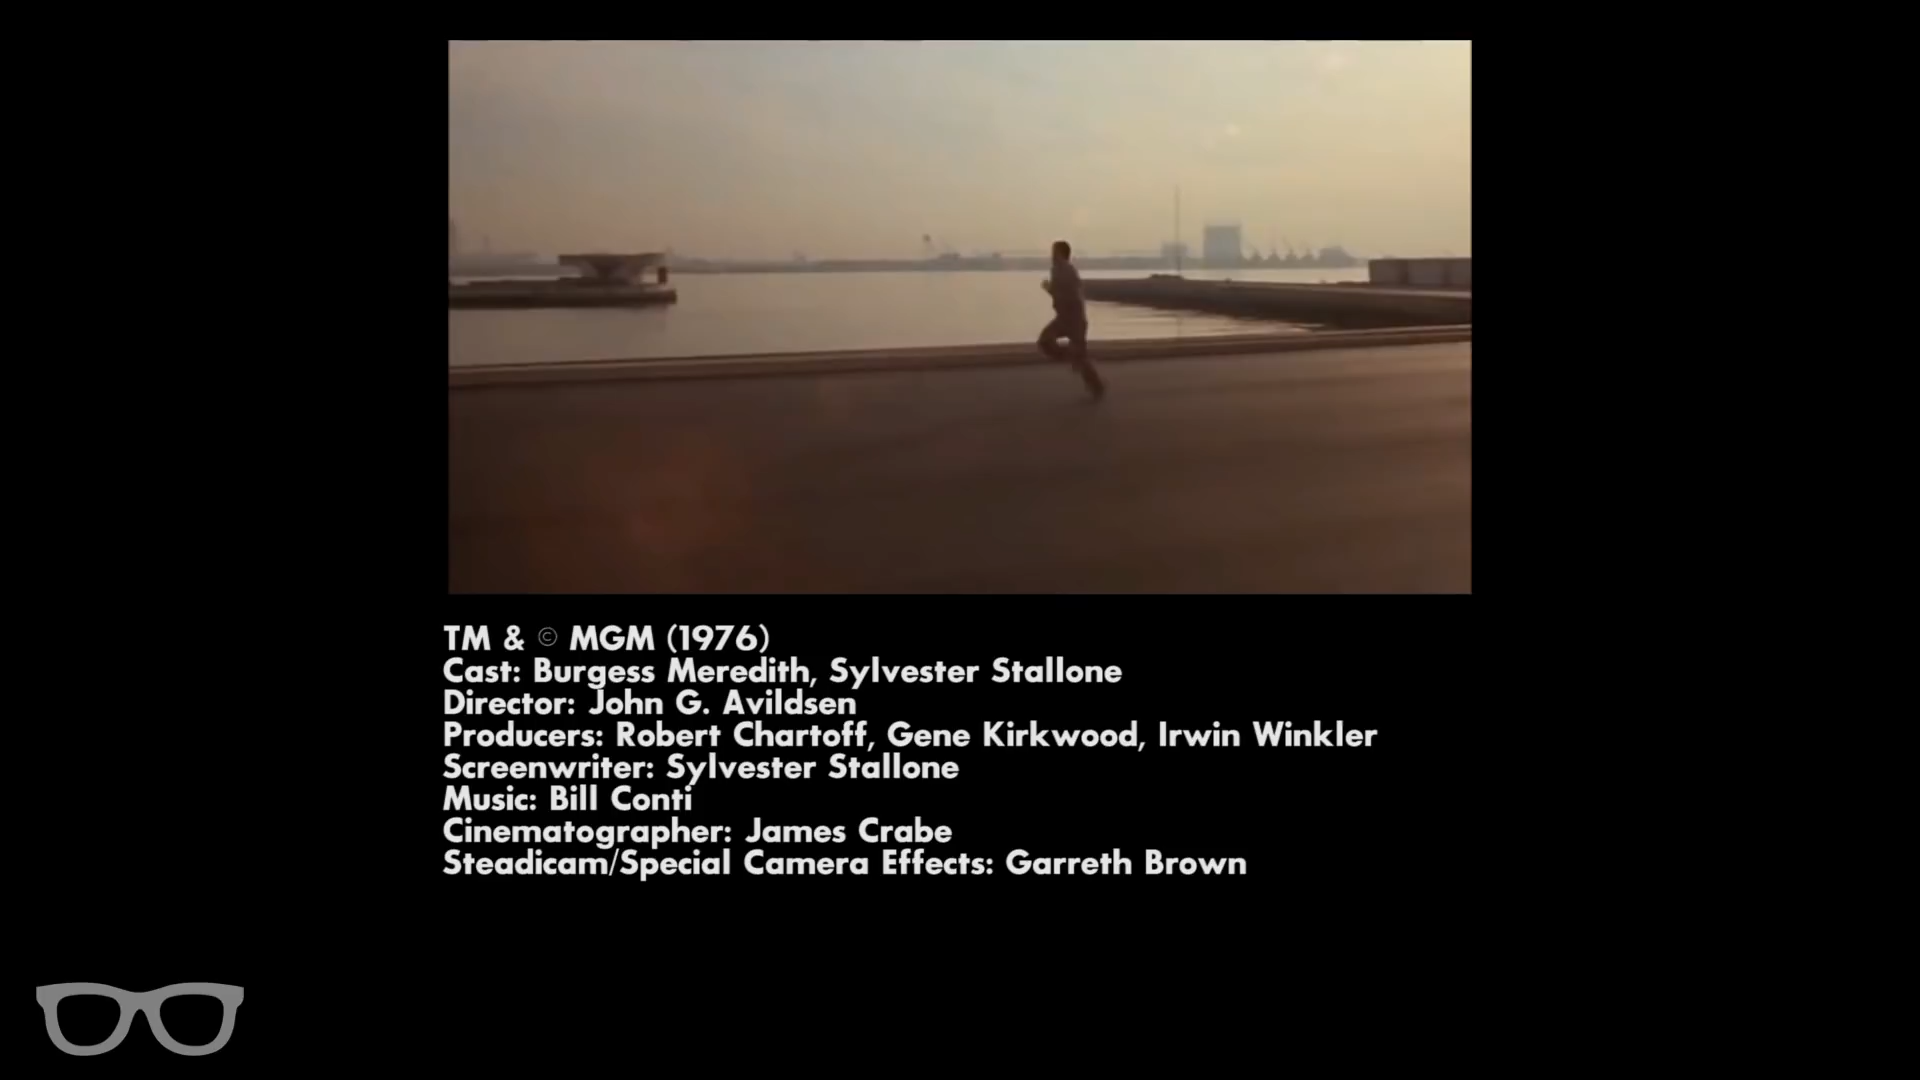 TM & © MGM (1976)
Cast: Burgess Meredith, Sylvester Stallone
Director: John G. Avildsen
Producers: Robert Chartoff, Gene Kirkwood, Irwin Winkler
Screenwriter: Sylvester Stallone
Music: Bill Conti
Cinematographer: James Crabe
Steadicam/Special Camera Effects: Garreth Brown